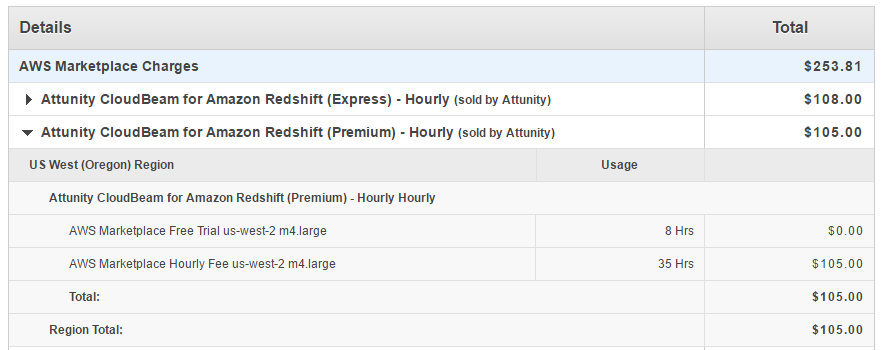 Details Total
AWS Marketplace Charges $253.81
Attunity CloudBeam for Amazon Redshift (Express) - Hourly (sold by Attunity) $108.00
Attunity CloudBeam for Amazon Redshift (Premium) - Hourly (sold by Attunity) $105.00
US West (Oregon) Region Usage
Attunity CloudBeam for Amazon Redshift (Premium) - Hourly Hourly
AWS Marketplace Free Trial us-west-2 m4.large 8 Hrs $0.00
AWS Marketplace Hourly Fee us-west-2 m4.large 35 Hrs $105.00
Total: $105.00
Region Total: $105.00